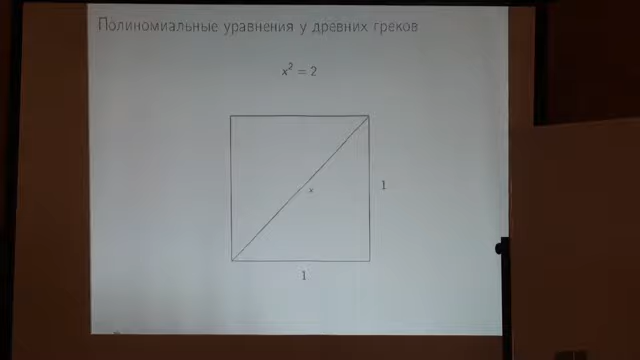 Полиномиальные уравнения у древних греков
x² = 2
x
1
1